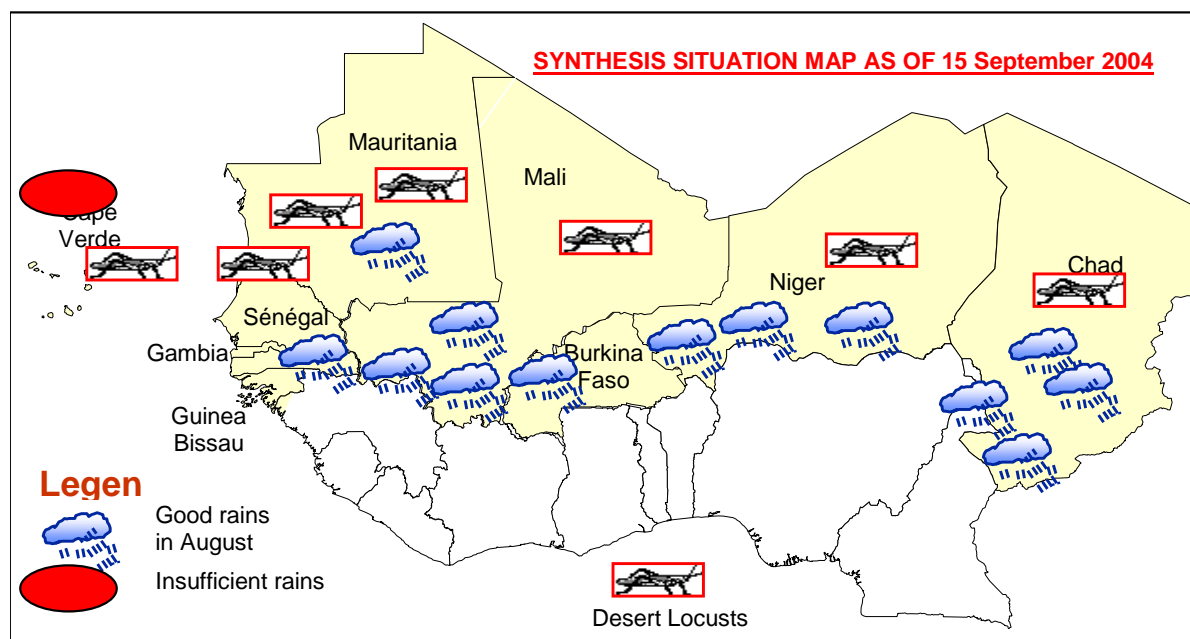 SYNTHESIS SITUATION MAP AS OF 15 September 2004
Mauritania
Mali
Cape
Verde
Niger
Chad
Sénégal
Gambia
Burkina
Faso
Guinea
Bissau
Legen
Good rains
in August
Insufficient rains
Desert Locusts